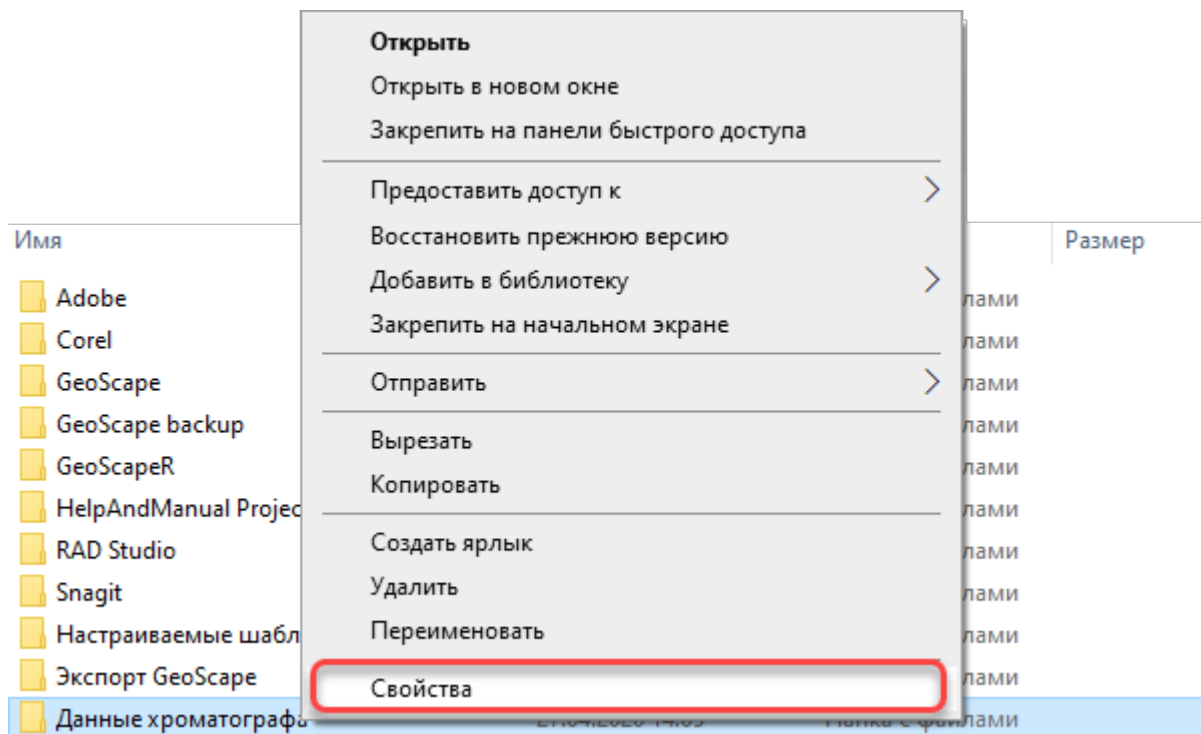 Открыть
Открыть в новом окне
Закрепить на панели быстрого доступа
Предоставить доступ к
Восстановить прежнюю версию
Добавить в библиотеку
Закрепить на начальном экране
Отправить
Вырезать
Копировать
Создать ярлык
Удалить
Переименовать
Свойства
Имя Размер
Adobe лами
Corel лами
GeoScape лами
GeoScape backup лами
GeoScapeR лами
HelpAndManual Projec лами
RAD Studio лами
Snagit лами
Настраиваемые шабл лами
Экспорт GeoScape лами
Данные хроматографа Папка с файлами